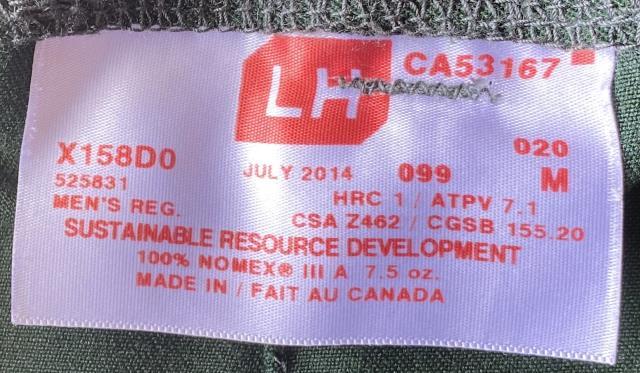 LH CA53167
020
X158D0 JULY 2014 099 M
525831 HRC 1 / ATPV 7.1
MEN'S REG. CSA Z462 / CGSB 155.20
SUSTAINABLE RESOURCE DEVELOPMENT
100% NOMEX® III A 7.5 oz.
MADE IN / FAIT AU CANADA